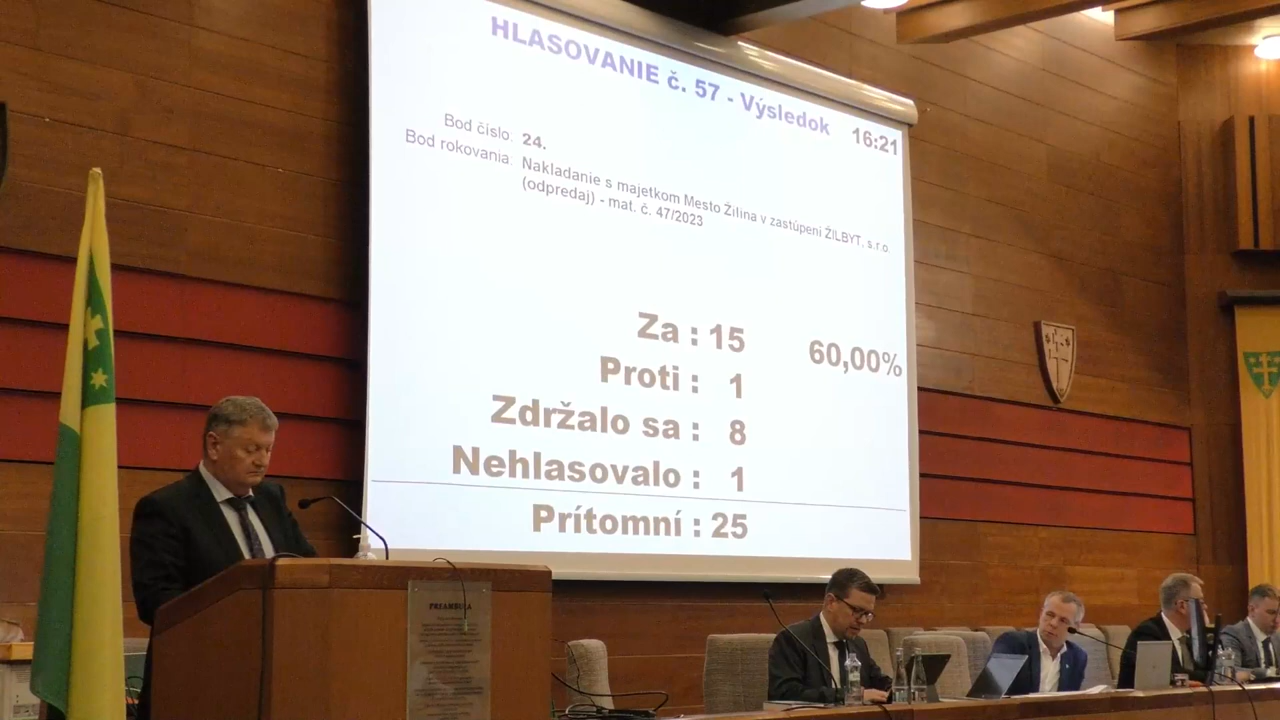 HLASOVANIE č. 57 - Výsledok 16:21
Bod číslo: 24.
Bod rokovania: Nakladanie s majetkom Mesto Žilina v zastúpení ŽILBYT, s.r.o.
(odpredaj) - mat. č. 47/2023
Za : 15 60,00%
Proti : 1
Zdržalo sa : 8
Nehlasovalo : 1
Prítomní : 25
PREAMBULA